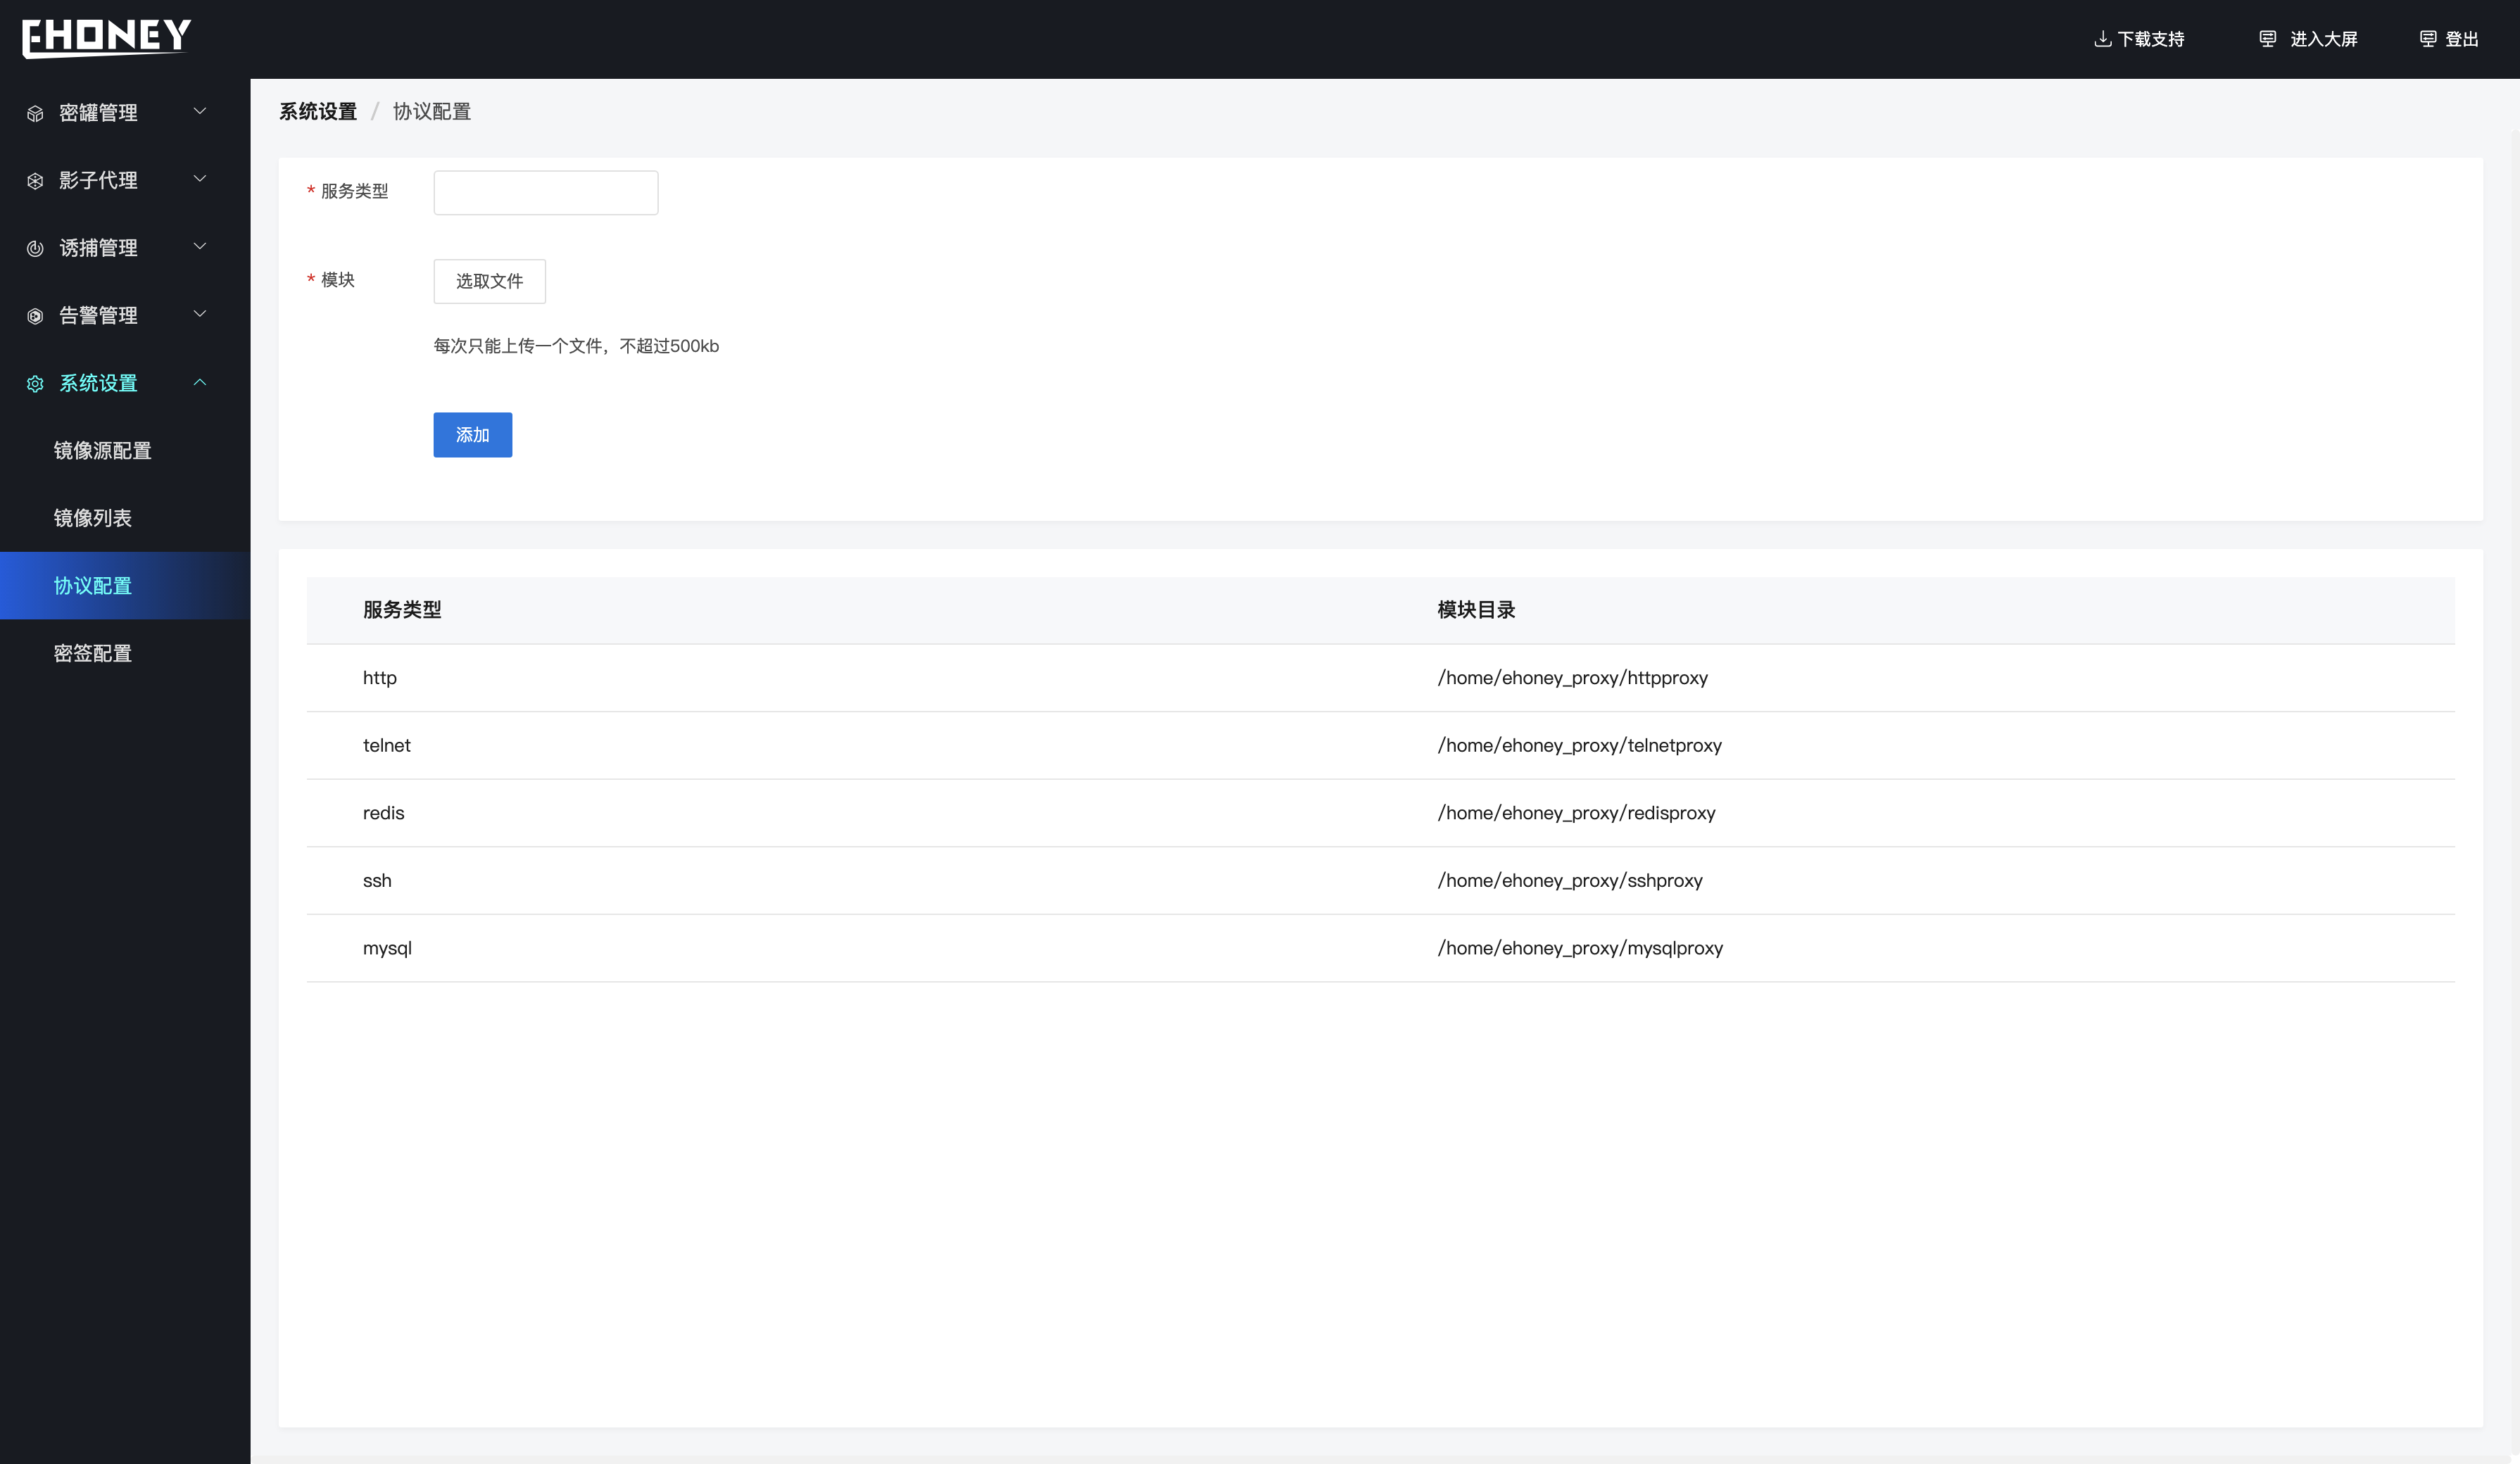 EHONEY
下载支持 进入大屏 登出
密罐管理
影子代理
诱捕管理
告警管理
系统设置
镜像源配置
镜像列表
协议配置
密签配置
系统设置 / 协议配置
* 服务类型
* 模块 选取文件
每次只能上传一个文件，不超过500kb
添加
服务类型 模块目录
http /home/ehoney_proxy/httpproxy
telnet /home/ehoney_proxy/telnetproxy
redis /home/ehoney_proxy/redisproxy
ssh /home/ehoney_proxy/sshproxy
mysql /home/ehoney_proxy/mysqlproxy